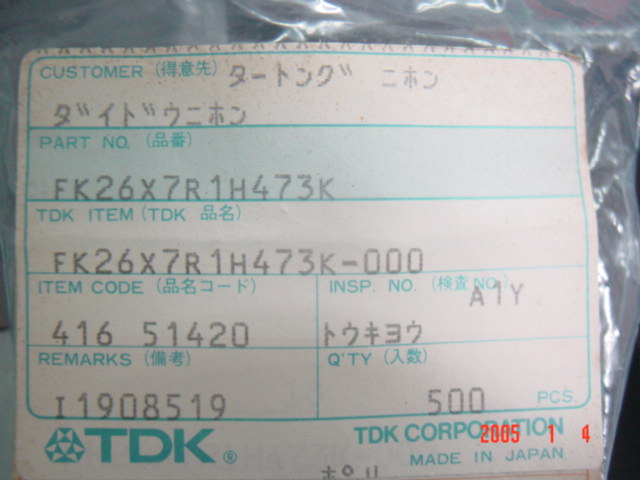 CUSTOMER (得意先) タートング ニホン
ダイドウニホン
PART NO. (品番)
FK26X7R1H473K
TDK ITEM (TDK 品名)
FK26X7R1H473K-000
ITEM CODE (品名コード)
416 51420
INSP. NO. (検査 NO.)
A1Y
トウキヨウ
REMARKS (備考)
I1908519
Q'TY (入数)
500 PCS.
TDK®
TDK CORPORATION
MADE IN JAPAN
2005 1 4